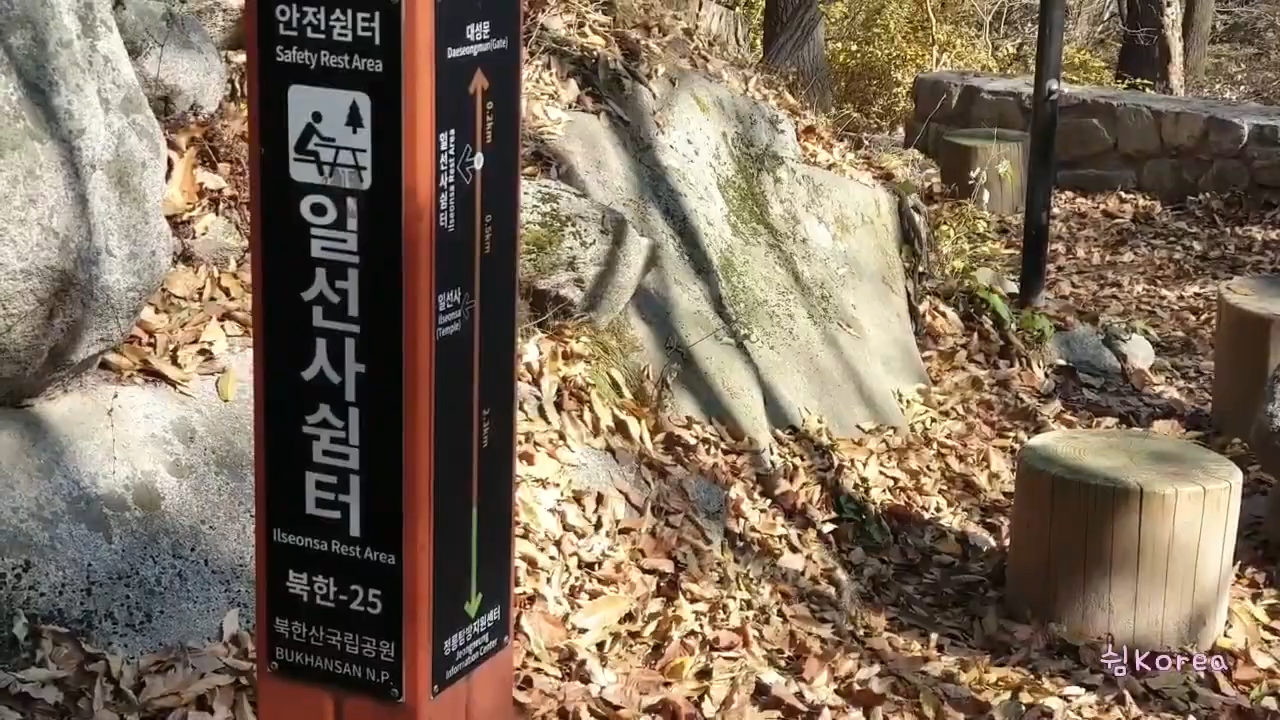 안전쉼터
Safety Rest Area
일선사쉼터
Ilseonsa Rest Area
북한-25
북한산국립공원
BUKHANSAN N.P.
대성문
Daeseongmun(Gate)
0.2km
일선사쉼터
Ilseonsa Rest Area
0.5km
일선사
Ilseonsa
(Temple)
2.3km
정릉탐방지원센터
Jeongneung
Information Center
쉼Korea